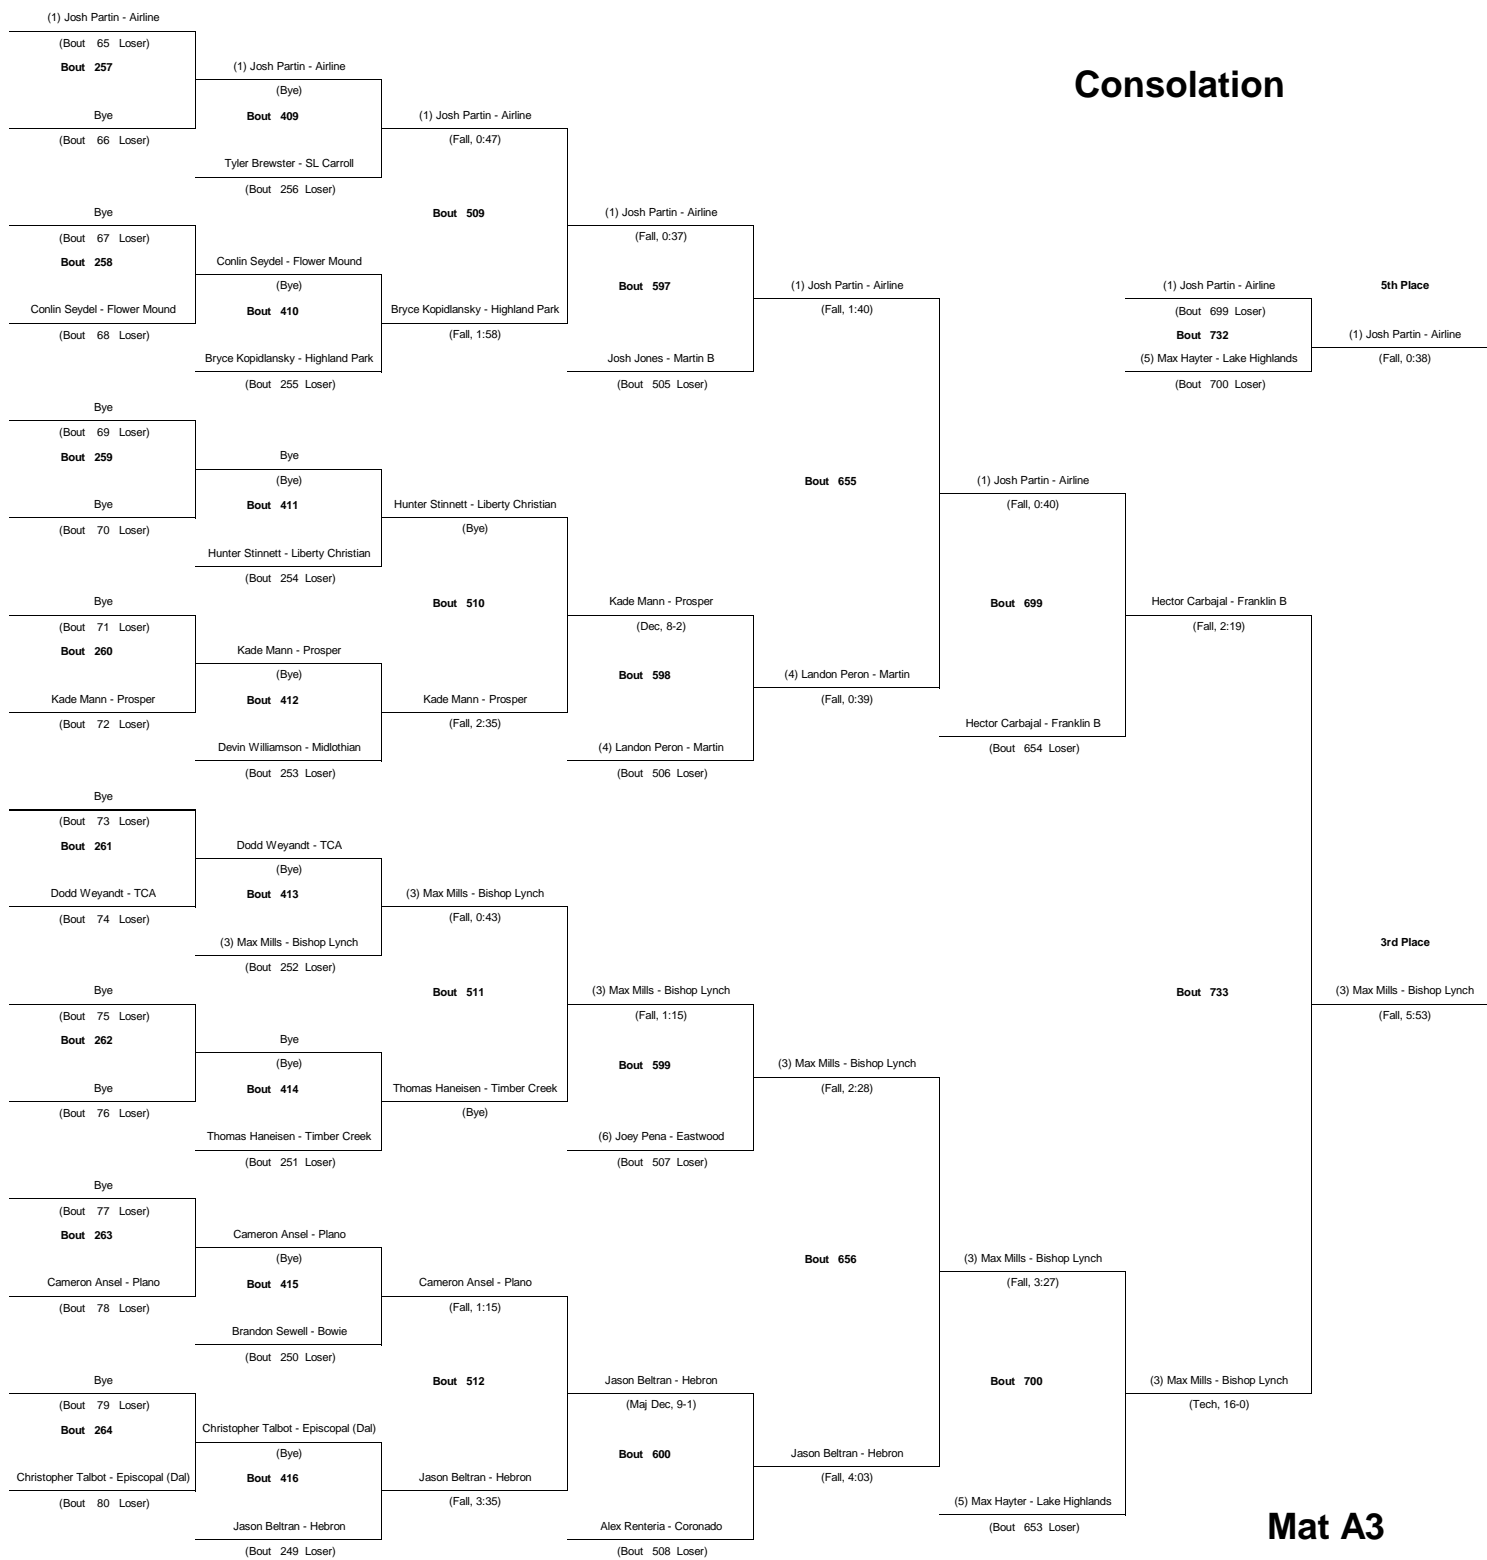 (1) Josh Partin - Airline
(Bout 65 Loser)
Bout 257
Bye
(Bout 66 Loser)
Bye
(Bout 67 Loser)
Bout 258
Conlin Seydel - Flower Mound
(Bout 68 Loser)
Bye
(Bout 69 Loser)
Bout 259
Bye
(Bout 70 Loser)
Bye
(Bout 71 Loser)
Bout 260
Kade Mann - Prosper
(Bout 72 Loser)
Bye
(Bout 73 Loser)
Bout 261
Dodd Weyandt - TCA
(Bout 74 Loser)
Bye
(Bout 75 Loser)
Bout 262
Bye
(Bout 76 Loser)
Bye
(Bout 77 Loser)
Bout 263
Cameron Ansel - Plano
(Bout 78 Loser)
Bye
(Bout 79 Loser)
Bout 264
Christopher Talbot - Episcopal (Dal)
(Bout 80 Loser)
(1) Josh Partin - Airline
(Bye)
Bout 409
Tyler Brewster - SL Carroll
(Bout 256 Loser)
Conlin Seydel - Flower Mound
(Bye)
Bout 410
Bryce Kopidlansky - Highland Park
(Bout 255 Loser)
Bye
(Bye)
Bout 411
Hunter Stinnett - Liberty Christian
(Bout 254 Loser)
Kade Mann - Prosper
(Bye)
Bout 412
Devin Williamson - Midlothian
(Bout 253 Loser)
Dodd Weyandt - TCA
(Bye)
Bout 413
(3) Max Mills - Bishop Lynch
(Bout 252 Loser)
Bye
(Bye)
Bout 414
Thomas Haneisen - Timber Creek
(Bout 251 Loser)
Cameron Ansel - Plano
(Bye)
Bout 415
Brandon Sewell - Bowie
(Bout 250 Loser)
Christopher Talbot - Episcopal (Dal)
(Bye)
Bout 416
Jason Beltran - Hebron
(Bout 249 Loser)
(1) Josh Partin - Airline
(Fall, 0:47)
Bout 509
Bryce Kopidlansky - Highland Park
(Fall, 1:58)
Hunter Stinnett - Liberty Christian
(Bye)
Bout 510
Kade Mann - Prosper
(Fall, 2:35)
(3) Max Mills - Bishop Lynch
(Fall, 0:43)
Bout 511
Thomas Haneisen - Timber Creek
(Bye)
Cameron Ansel - Plano
(Fall, 1:15)
Bout 512
Jason Beltran - Hebron
(Fall, 3:35)
(1) Josh Partin - Airline
(Fall, 0:37)
Bout 597
Josh Jones - Martin B
(Bout 505 Loser)
Kade Mann - Prosper
(Dec, 8-2)
Bout 598
(4) Landon Peron - Martin
(Bout 506 Loser)
(3) Max Mills - Bishop Lynch
(Fall, 1:15)
Bout 599
(6) Joey Pena - Eastwood
(Bout 507 Loser)
Jason Beltran - Hebron
(Maj Dec, 9-1)
Bout 600
Alex Renteria - Coronado
(Bout 508 Loser)
(1) Josh Partin - Airline
(Fall, 1:40)
Bout 655
(4) Landon Peron - Martin
(Fall, 0:39)
(3) Max Mills - Bishop Lynch
(Fall, 2:28)
Bout 656
Jason Beltran - Hebron
(Fall, 4:03)
(1) Josh Partin - Airline
(Fall, 0:40)
Bout 699
Hector Carbajal - Franklin B
(Bout 654 Loser)
(3) Max Mills - Bishop Lynch
(Fall, 3:27)
Bout 700
(5) Max Hayter - Lake Highlands
(Bout 653 Loser)
Consolation
(1) Josh Partin - Airline
(Bout 699 Loser)
Bout 732
(5) Max Hayter - Lake Highlands
(Bout 700 Loser)
5th Place
(1) Josh Partin - Airline
(Fall, 0:38)
Hector Carbajal - Franklin B
(Fall, 2:19)
Bout 733
(3) Max Mills - Bishop Lynch
(Tech, 16-0)
3rd Place
(3) Max Mills - Bishop Lynch
(Fall, 5:53)
Mat A3